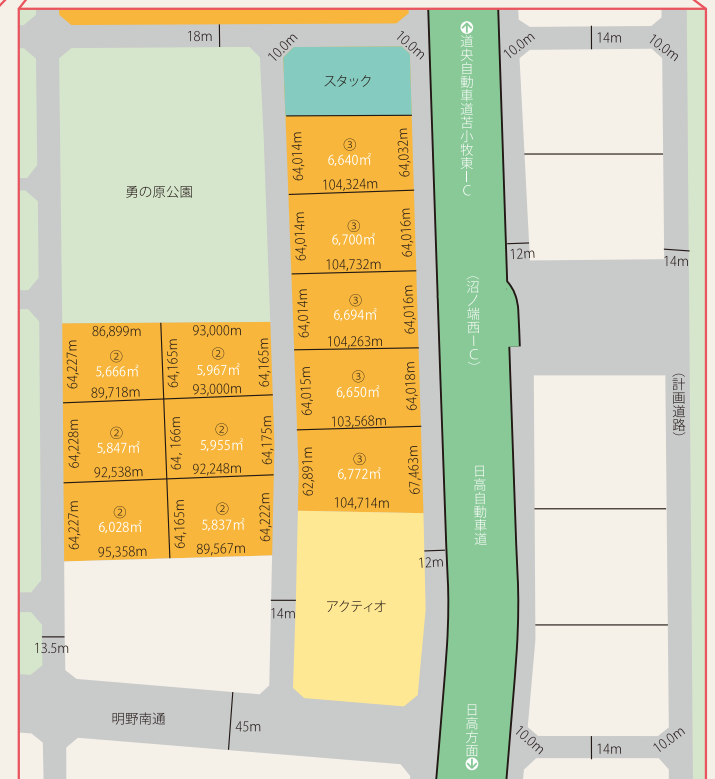 18m
10.0m
10.0m
10.0m
14m
10.0m
道央自動車道苫小牧東IC
スタック
勇の原公園
64,014m
③
6,640㎡
64,032m
104,324m
64,014m
③
6,700㎡
64,016m
104,732m
64,014m
③
6,694㎡
64,016m
104,263m
64,015m
③
6,650㎡
64,018m
103,568m
62,891m
③
6,772㎡
67,463m
104,714m
12m
14m
(沼ノ端西IC)
(計画道路)
86,899m
64,227m
②
5,666㎡
89,718m
93,000m
64,165m
②
5,967㎡
64,165m
93,000m
64,228m
②
5,847㎡
92,538m
64, 166m
②
5,955㎡
64,175m
92,248m
64,227m
②
6,028㎡
95,358m
64,165m
②
5,837㎡
64,222m
89,567m
日高自動車道
12m
アクティオ
14m
13.5m
明野南通
45m
日高方面
10.0m
14m
10.0m